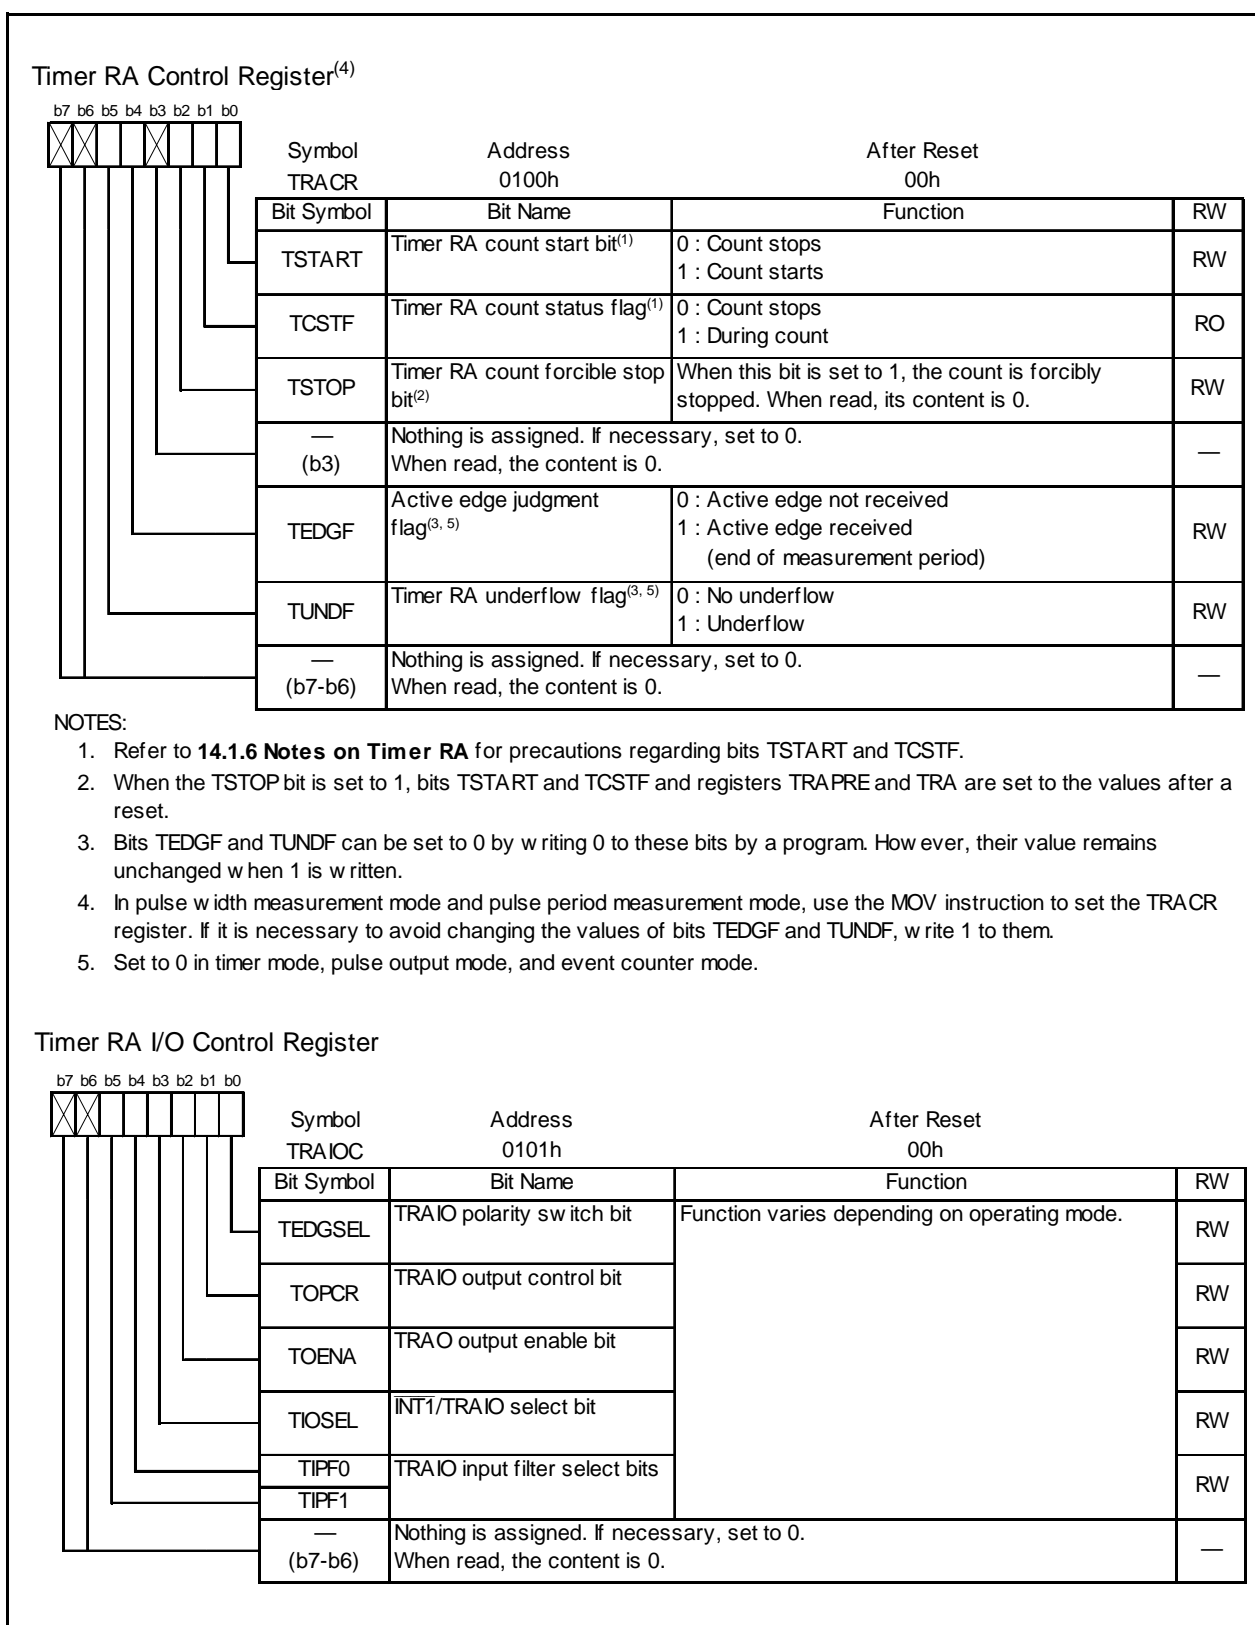 Timer RA Control Register(4)
b7 b6 b5 b4 b3 b2 b1 b0
Symbol Address After Reset
TRACR 0100h 00h
Bit Symbol Bit Name Function RW
TSTART Timer RA count start bit(1) 0 : Count stops RW
1 : Count starts
TCSTF Timer RA count status flag(1) 0 : Count stops RO
1 : During count
TSTOP Timer RA count forcible stop When this bit is set to 1, the count is forcibly RW
bit(2) stopped. When read, its content is 0.
— Nothing is assigned. If necessary, set to 0. —
(b3) When read, the content is 0.
TEDGF Active edge judgment 0 : Active edge not received RW
flag(3, 5) 1 : Active edge received
(end of measurement period)
TUNDF Timer RA underflow flag(3, 5) 0 : No underflow RW
1 : Underflow
— Nothing is assigned. If necessary, set to 0. —
(b7-b6) When read, the content is 0.
NOTES:
1. Refer to 14.1.6 Notes on Timer RA for precautions regarding bits TSTART and TCSTF.
2. When the TSTOP bit is set to 1, bits TSTART and TCSTF and registers TRAPRE and TRA are set to the values after a
reset.
3. Bits TEDGF and TUNDF can be set to 0 by writing 0 to these bits by a program. However, their value remains
unchanged when 1 is written.
4. In pulse width measurement mode and pulse period measurement mode, use the MOV instruction to set the TRACR
register. If it is necessary to avoid changing the values of bits TEDGF and TUNDF, write 1 to them.
5. Set to 0 in timer mode, pulse output mode, and event counter mode.
Timer RA I/O Control Register
b7 b6 b5 b4 b3 b2 b1 b0
Symbol Address After Reset
TRAIOC 0101h 00h
Bit Symbol Bit Name Function RW
TEDGSEL TRAIO polarity switch bit Function varies depending on operating mode. RW
TOPCR TRAIO output control bit RW
TOENA TRAO output enable bit RW
TIOSEL INT1/TRAIO select bit RW
TIPF0 TRAIO input filter select bits RW
TIPF1
— Nothing is assigned. If necessary, set to 0. —
(b7-b6) When read, the content is 0.